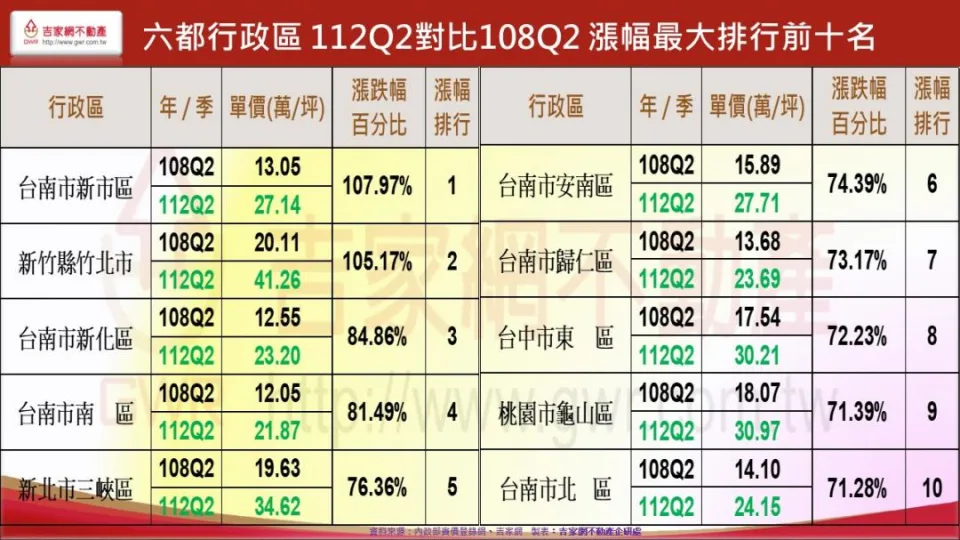 吉家網不動產
GWR http://www.gwr.com.tw
六都行政區 112Q2對比108Q2 漲幅最大排行前十名
行政區 年/季 單價(萬/坪) 漲跌幅百分比 漲幅排行
台南市新市區 108Q2 13.05 107.97% 1
112Q2 27.14
新竹縣竹北市 108Q2 20.11 105.17% 2
112Q2 41.26
台南市新化區 108Q2 12.55 84.86% 3
112Q2 23.20
台南市南 區 108Q2 12.05 81.49% 4
112Q2 21.87
新北市三峽區 108Q2 19.63 76.36% 5
112Q2 34.62
行政區 年/季 單價(萬/坪) 漲跌幅百分比 漲幅排行
台南市安南區 108Q2 15.89 74.39% 6
112Q2 27.71
台南市歸仁區 108Q2 13.68 73.17% 7
112Q2 23.69
台中市東 區 108Q2 17.54 72.23% 8
112Q2 30.21
桃園市龜山區 108Q2 18.07 71.39% 9
112Q2 30.97
台南市北 區 108Q2 14.10 71.28% 10
112Q2 24.15
吉家網不動產
GWR http://www.gwr.com.tw
資料來源：內政部實價登錄網、吉家網 製表：吉家網不動產企研處